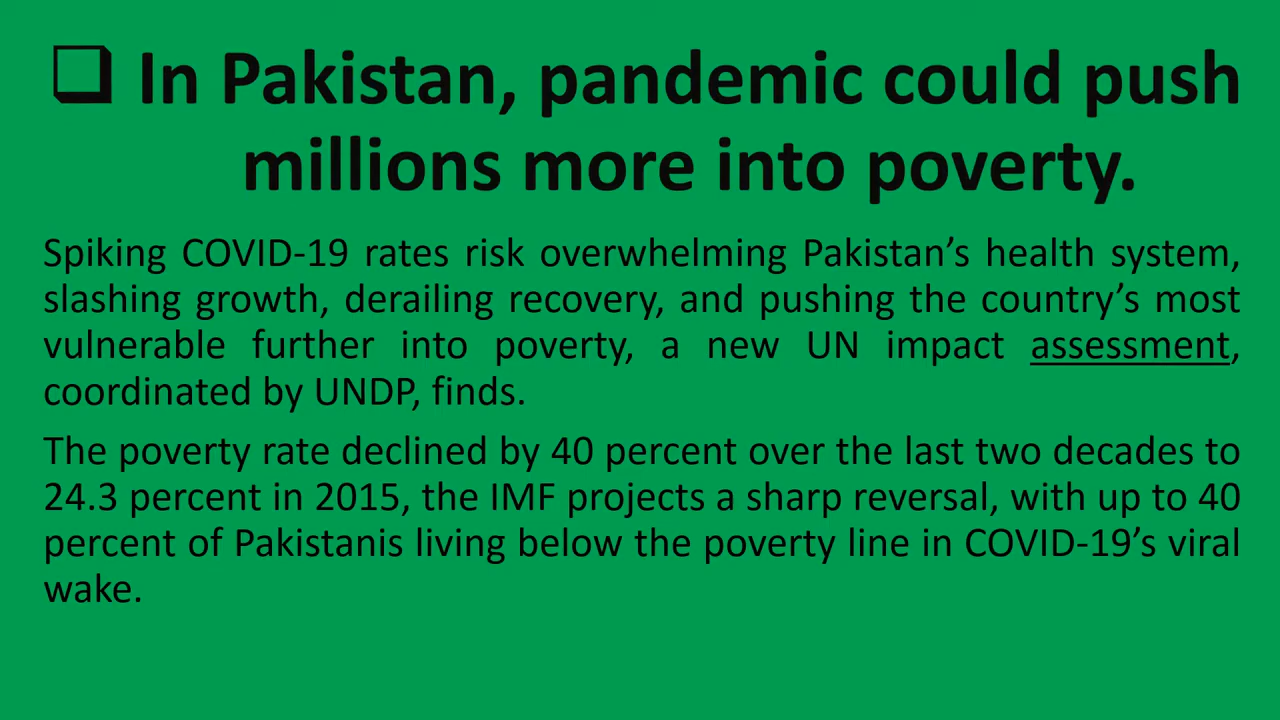 ❑ In Pakistan, pandemic could push
millions more into poverty.
Spiking COVID-19 rates risk overwhelming Pakistan’s health system,
slashing growth, derailing recovery, and pushing the country’s most
vulnerable further into poverty, a new UN impact assessment,
coordinated by UNDP, finds.
The poverty rate declined by 40 percent over the last two decades to
24.3 percent in 2015, the IMF projects a sharp reversal, with up to 40
percent of Pakistanis living below the poverty line in COVID-19’s viral
wake.